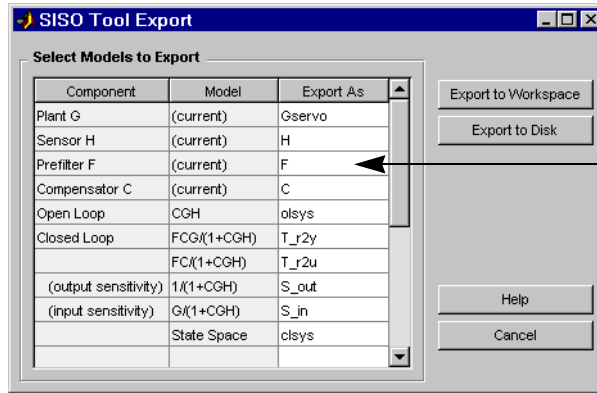 SISO Tool Export
Select Models to Export
Component Model Export As
Plant G (current) Gservo
Sensor H (current) H
Prefilter F (current) F
Compensator C (current) C
Open Loop CGH olsys
Closed Loop FCG/(1+CGH) T_r2y
FC/(1+CGH) T_r2u
(output sensitivity) 1/(1+CGH) S_out
(input sensitivity) G/(1+CGH) S_in
State Space clsys
Export to Workspace
Export to Disk
Help
Cancel